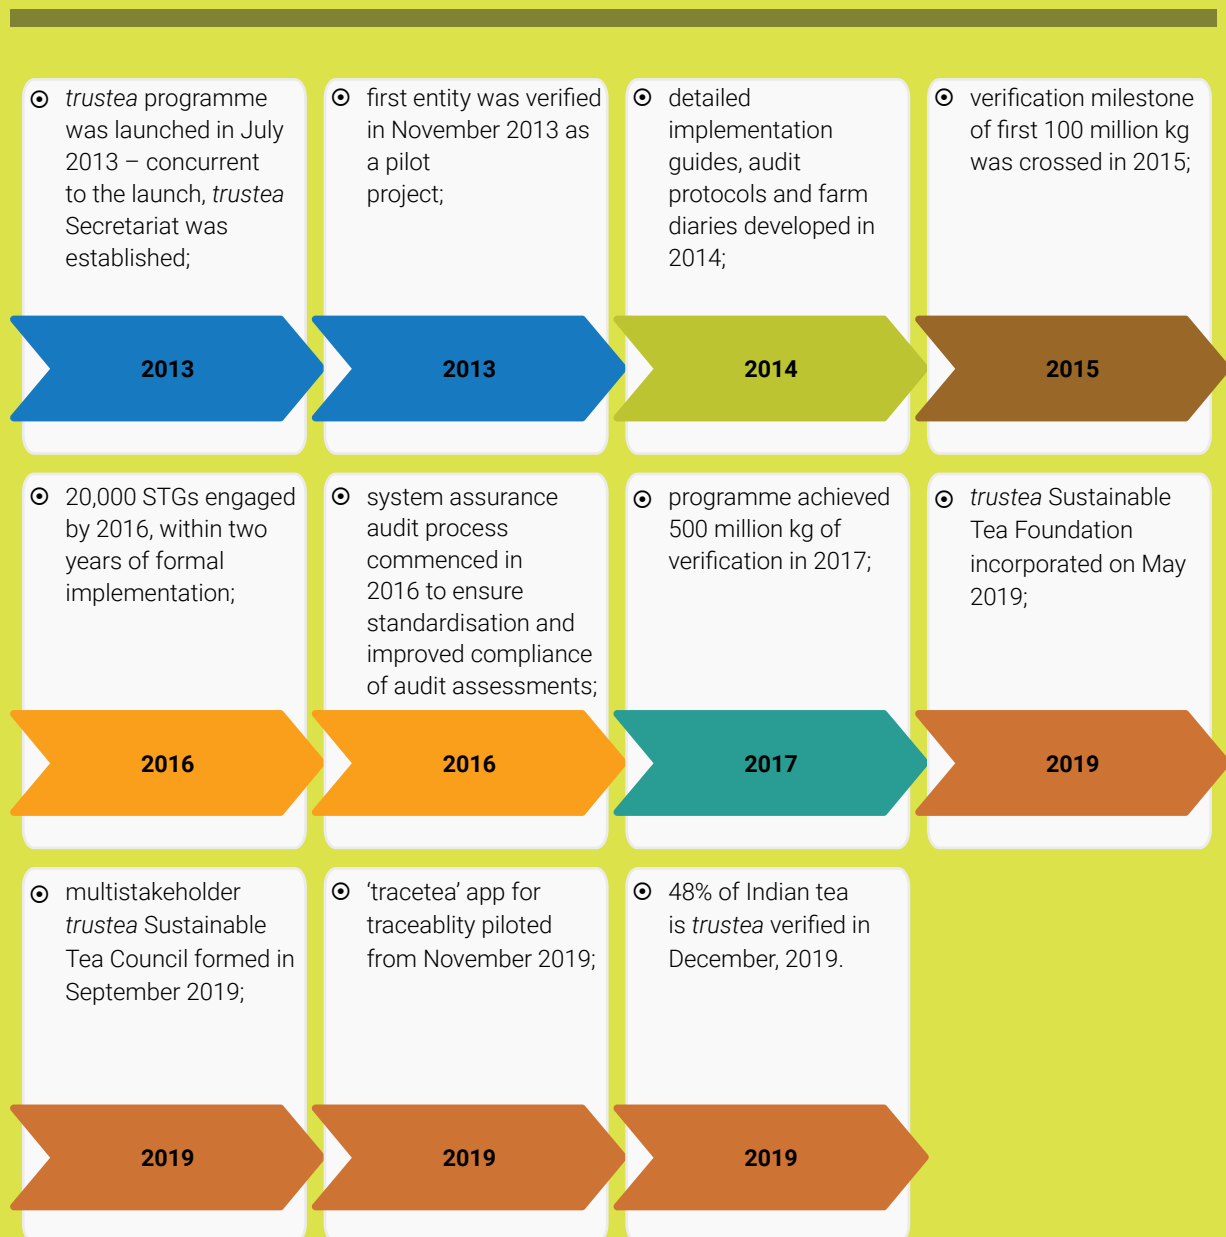 trustea programme
was launched in July
2013 – concurrent
to the launch, trustea
Secretariat was
established;
2013
first entity was verified
in November 2013 as
a pilot
project;
2013
detailed
implementation
guides, audit
protocols and farm
diaries developed in
2014;
2014
verification milestone
of first 100 million kg
was crossed in 2015;
2015
20,000 STGs engaged
by 2016, within two
years of formal
implementation;
2016
system assurance
audit process
commenced in
2016 to ensure
standardisation and
improved compliance
of audit assessments;
2016
programme achieved
500 million kg of
verification in 2017;
2017
trustea Sustainable
Tea Foundation
incorporated on May
2019;
2019
multistakeholder
trustea Sustainable
Tea Council formed in
September 2019;
2019
‘tracetea’ app for
traceablity piloted
from November 2019;
2019
48% of Indian tea
is trustea verified in
December, 2019.
2019